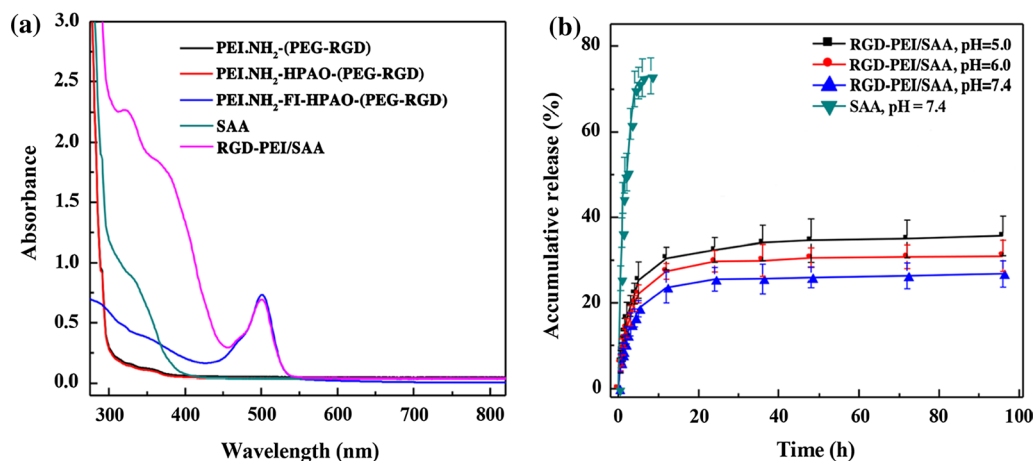 (a)
3.0
2.5
2.0
1.5
1.0
0.5
0.0
Absorbance
PEI.NH₂-(PEG-RGD)
PEI.NH₂-HPAO-(PEG-RGD)
PEI.NH₂-FI-HPAO-(PEG-RGD)
SAA
RGD-PEI/SAA
300 400 500 600 700 800
Wavelength (nm)
(b)
80
60
40
20
0
Accumulative release (%)
RGD-PEI/SAA, pH=5.0
RGD-PEI/SAA, pH=6.0
RGD-PEI/SAA, pH=7.4
SAA, pH = 7.4
0 20 40 60 80 100
Time (h)